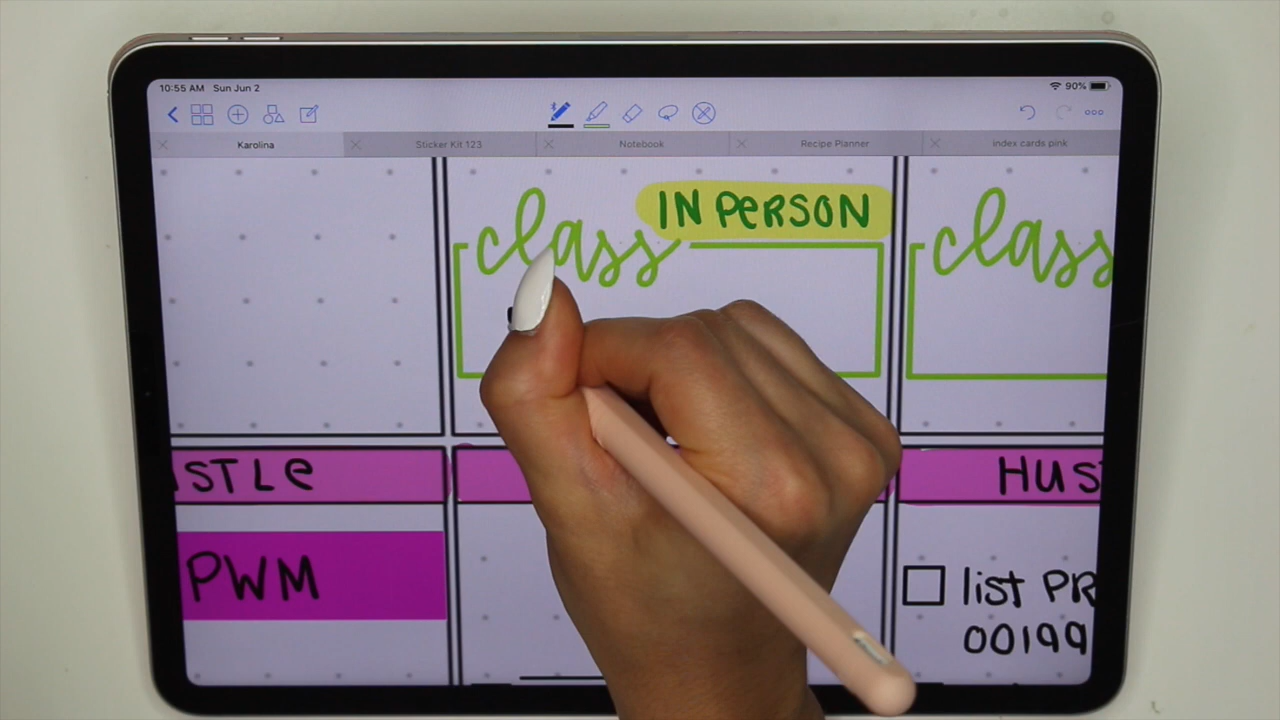 10:55 AM Sun Jun 2
90%
Karolina
Sticker Kit 123
Notebook
Recipe Planner
index cards pink
class
IN PERSON
class
STLE
HUS
PWM
list PR
00199